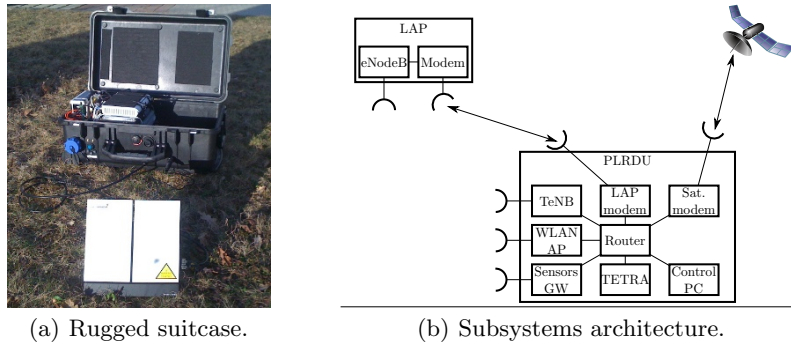 LAP
eNodeB
Modem
PLRDU
TeNB
LAP
modem
Sat.
modem
WLAN
AP
Router
Sensors
GW
TETRA
Control
PC
(a) Rugged suitcase.
(b) Subsystems architecture.